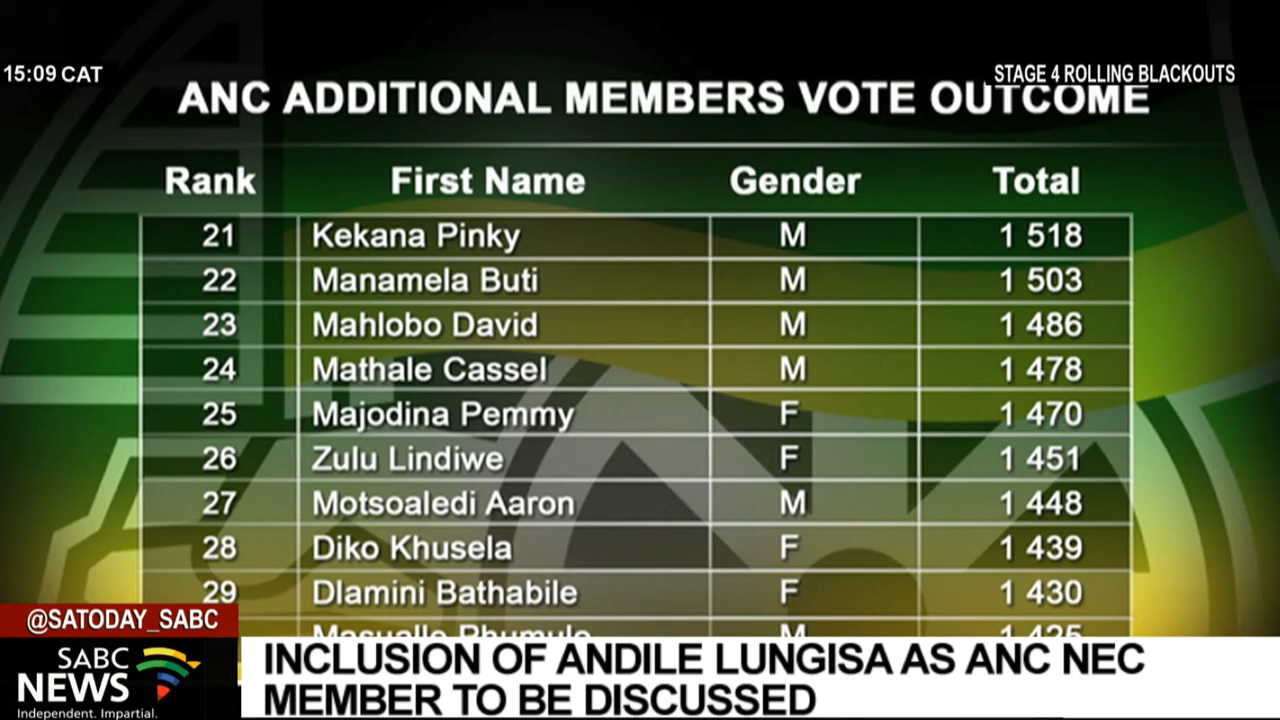 15:09 CAT
STAGE 4 ROLLING BLACKOUTS
ANC ADDITIONAL MEMBERS VOTE OUTCOME
Rank First Name Gender Total
21 Kekana Pinky M 1 518
22 Manamela Buti M 1 503
23 Mahlobo David M 1 486
24 Mathale Cassel M 1 478
25 Majodina Pemmy F 1 470
26 Zulu Lindiwe F 1 451
27 Motsoaledi Aaron M 1 448
28 Diko Khusela F 1 439
29 Dlamini Bathabile F 1 430
Masuallo Phumulo M 1 425
@SATODAY_SABC
SABC
NEWS
Independent. Impartial.
INCLUSION OF ANDILE LUNGISA AS ANC NEC
MEMBER TO BE DISCUSSED